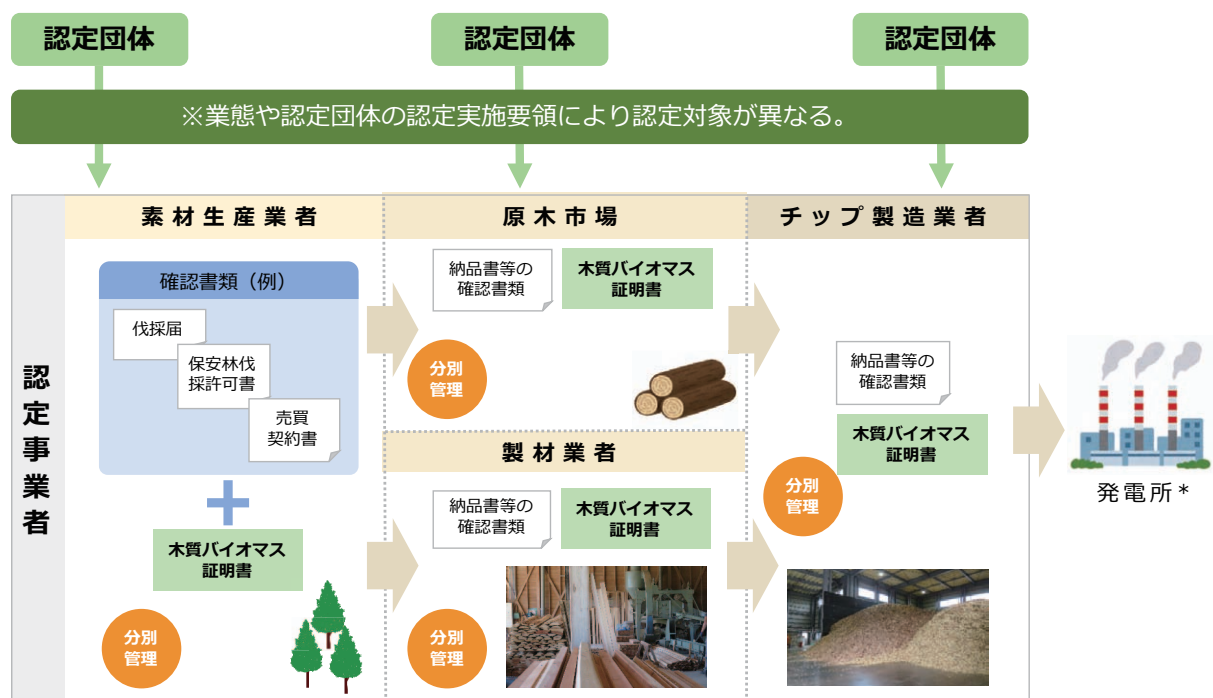 認定団体
認定団体
認定団体
※業態や認定団体の認定実施要領により認定対象が異なる。
認定事業者
素材生産業者
確認書類（例）
伐採届
保安林伐
採許可書
売買
契約書
木質バイオマス
証明書
分別
管理
原木市場
納品書等の
確認書類
木質バイオマス
証明書
分別
管理
製材業者
納品書等の
確認書類
木質バイオマス
証明書
分別
管理
チップ製造業者
納品書等の
確認書類
木質バイオマス
証明書
分別
管理
発電所*